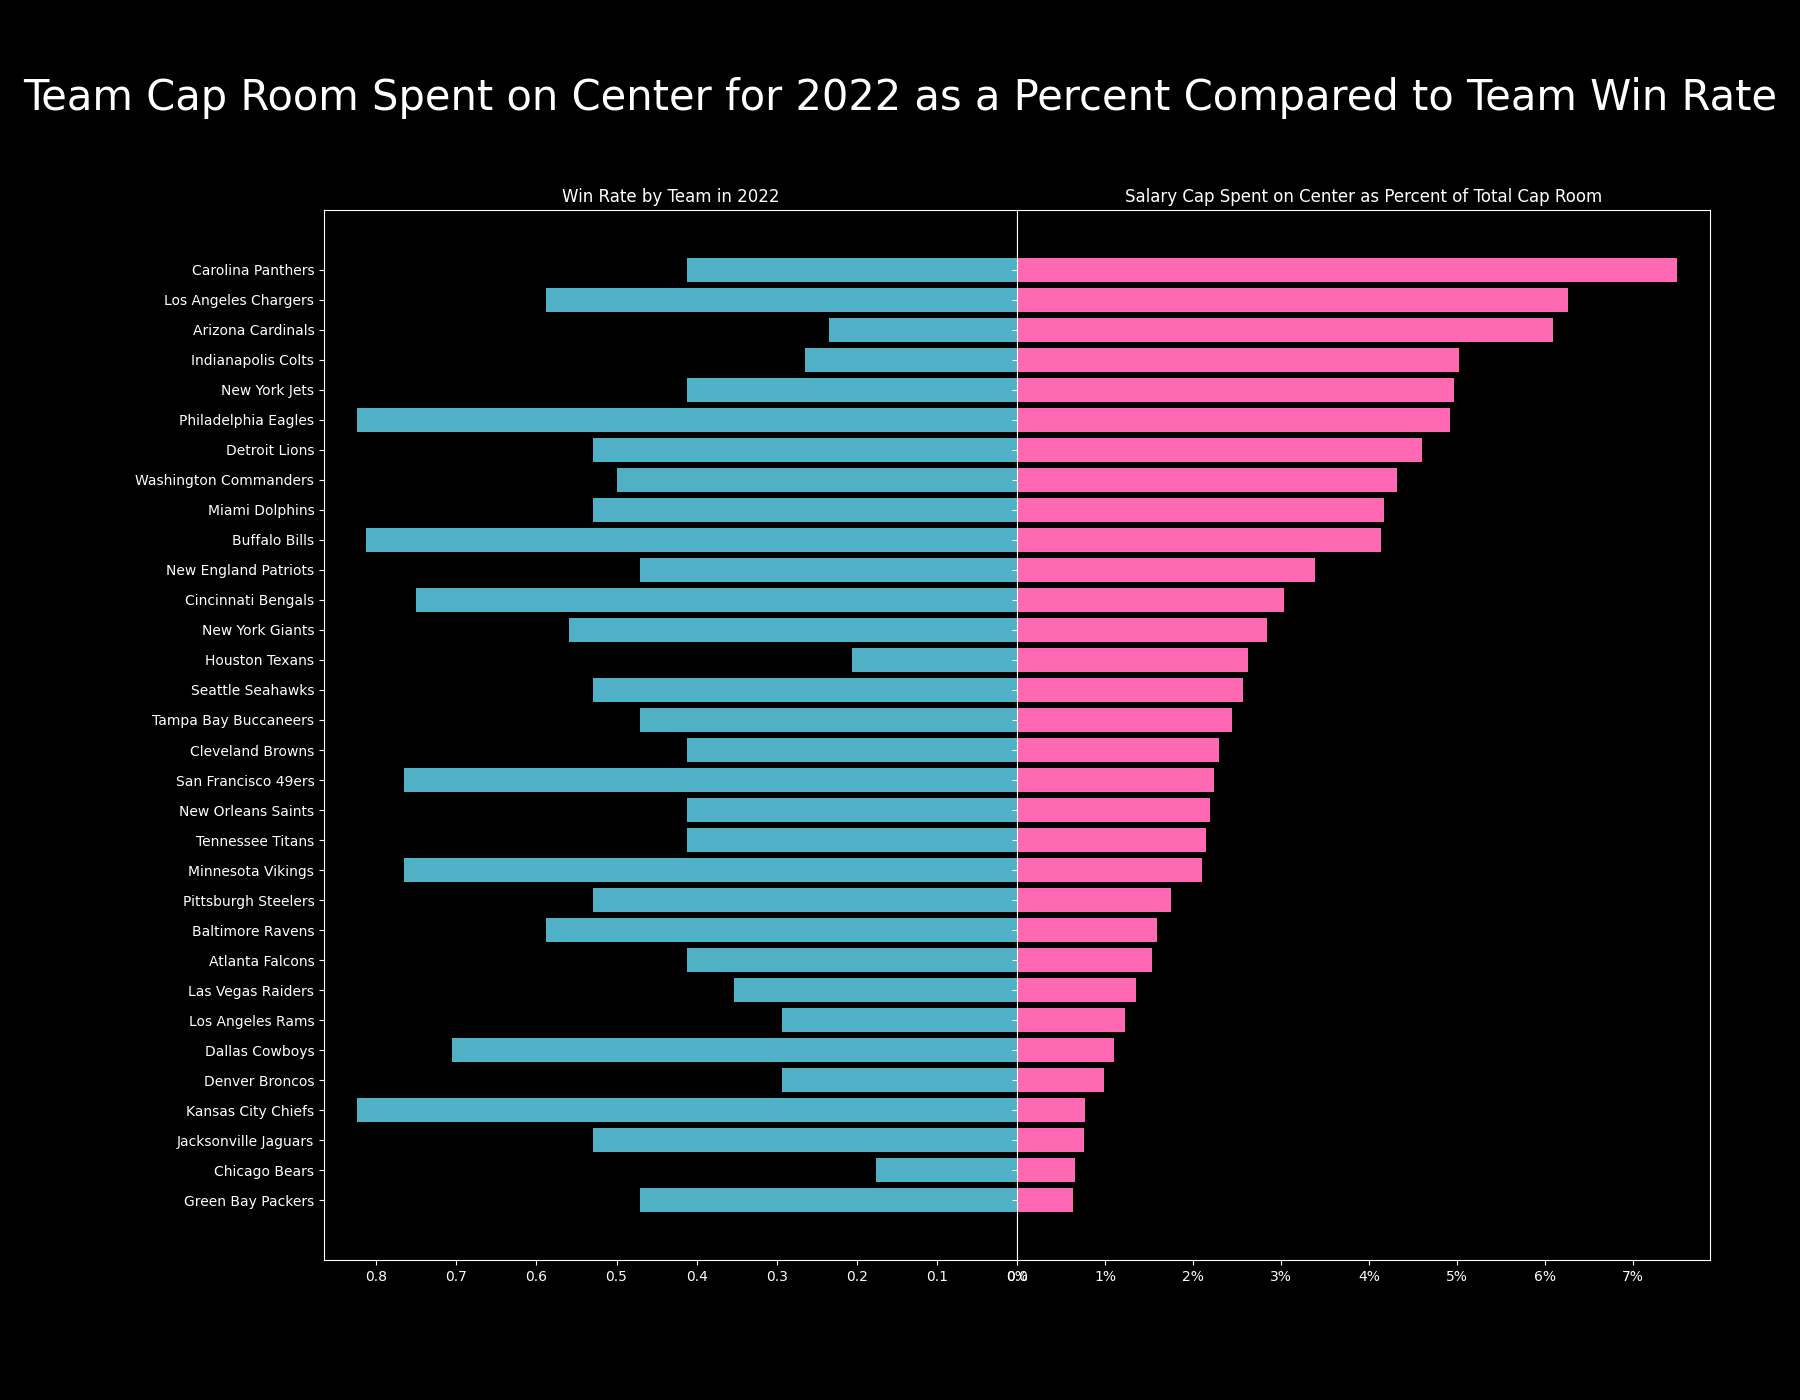 Team Cap Room Spent on Center for 2022 as a Percent Compared to Team Win Rate
Win Rate by Team in 2022
Salary Cap Spent on Center as Percent of Total Cap Room
Carolina Panthers
Los Angeles Chargers
Arizona Cardinals
Indianapolis Colts
New York Jets
Philadelphia Eagles
Detroit Lions
Washington Commanders
Miami Dolphins
Buffalo Bills
New England Patriots
Cincinnati Bengals
New York Giants
Houston Texans
Seattle Seahawks
Tampa Bay Buccaneers
Cleveland Browns
San Francisco 49ers
New Orleans Saints
Tennessee Titans
Minnesota Vikings
Pittsburgh Steelers
Baltimore Ravens
Atlanta Falcons
Las Vegas Raiders
Los Angeles Rams
Dallas Cowboys
Denver Broncos
Kansas City Chiefs
Jacksonville Jaguars
Chicago Bears
Green Bay Packers
0.8 0.7 0.6 0.5 0.4 0.3 0.2 0.1 1% 2% 3% 4% 5% 6% 7%